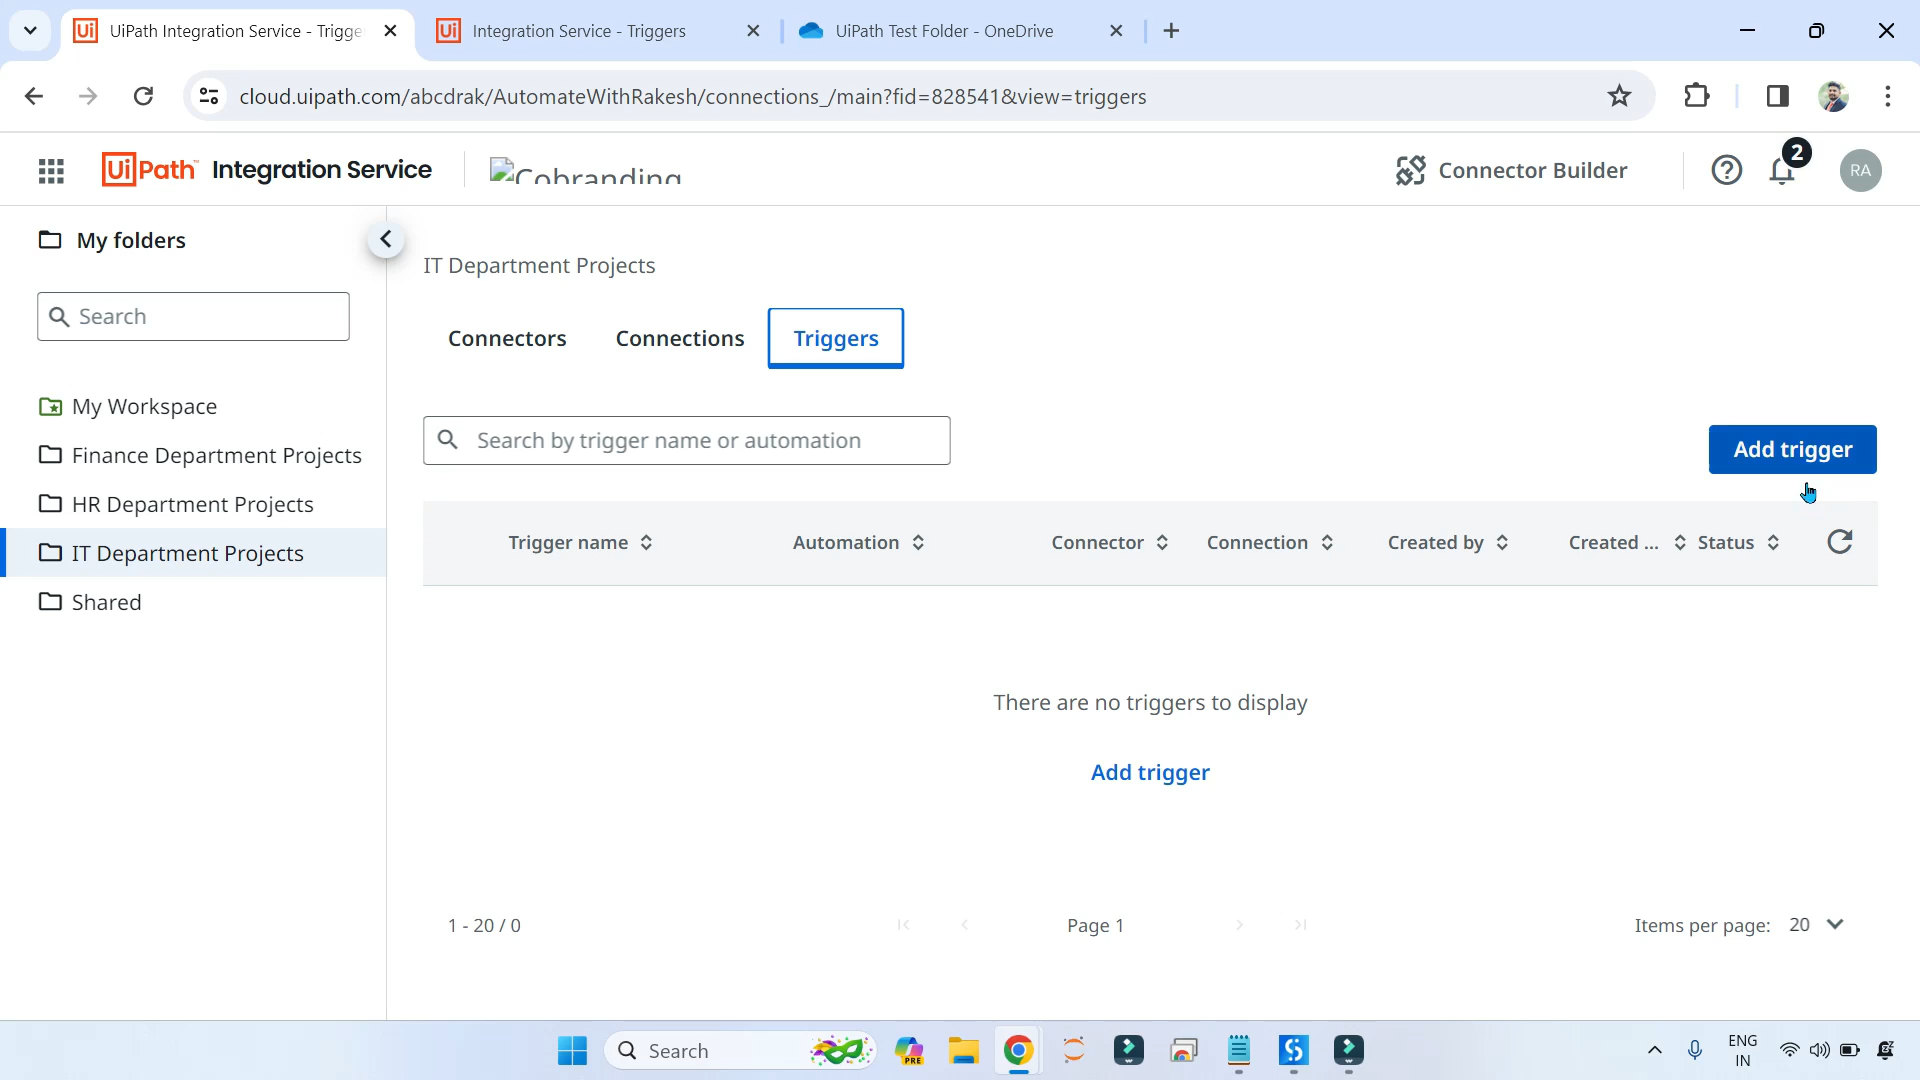 UiPath Integration Service - Trigge
Integration Service - Triggers
UiPath Test Folder - OneDrive
cloud.uipath.com/abcdrak/AutomateWithRakesh/connections_/main?fid=828541&view=triggers
UiPath Integration Service
Cobranding
Connector Builder
2
RA
My folders
Search
My Workspace
Finance Department Projects
HR Department Projects
IT Department Projects
Shared
IT Department Projects
Connectors Connections Triggers
Search by trigger name or automation
Add trigger
Trigger name Automation Connector Connection Created by Created ... Status
There are no triggers to display
Add trigger
1 - 20 / 0
Page 1
Items per page: 20
Search
PRE
ENG
IN